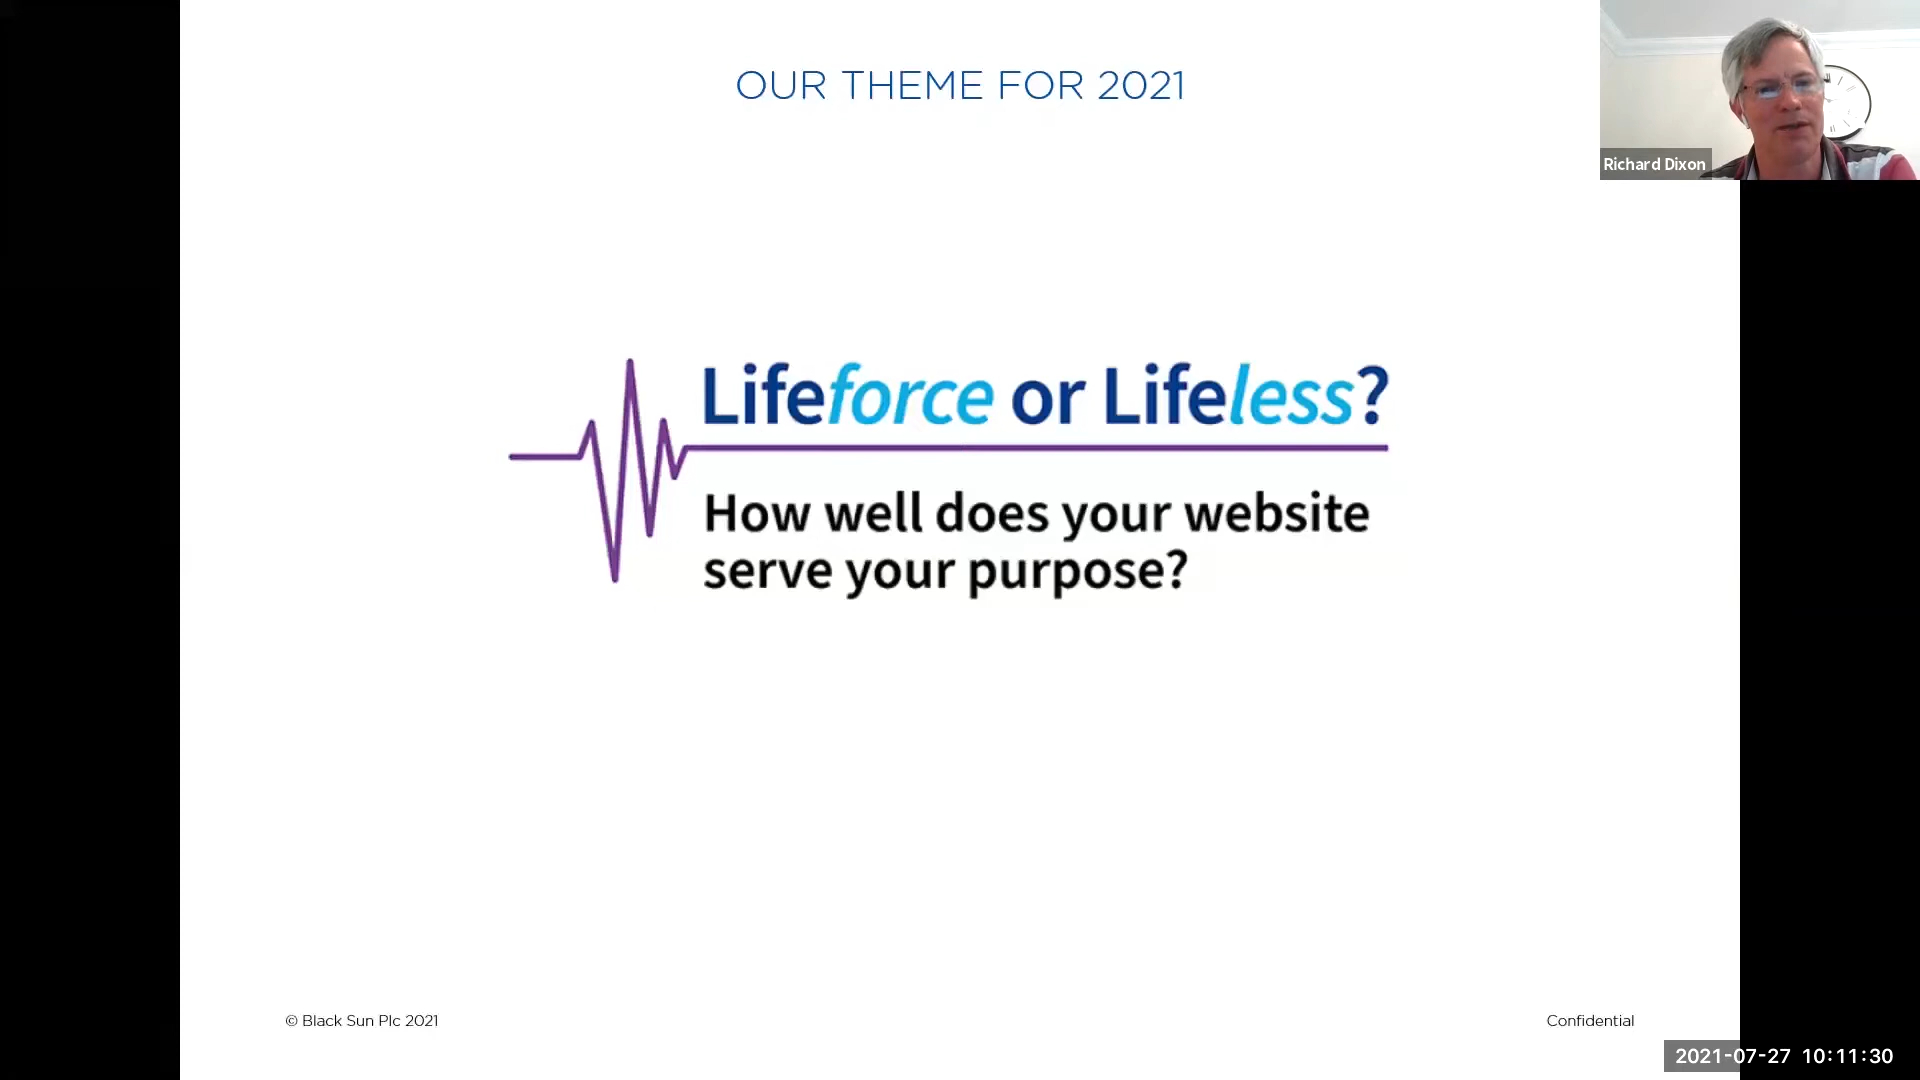 OUR THEME FOR 2021
Richard Dixon
Lifeforce or Lifeless?
How well does your website
serve your purpose?
© Black Sun Plc 2021
Confidential
2021-07-27 10:11:30